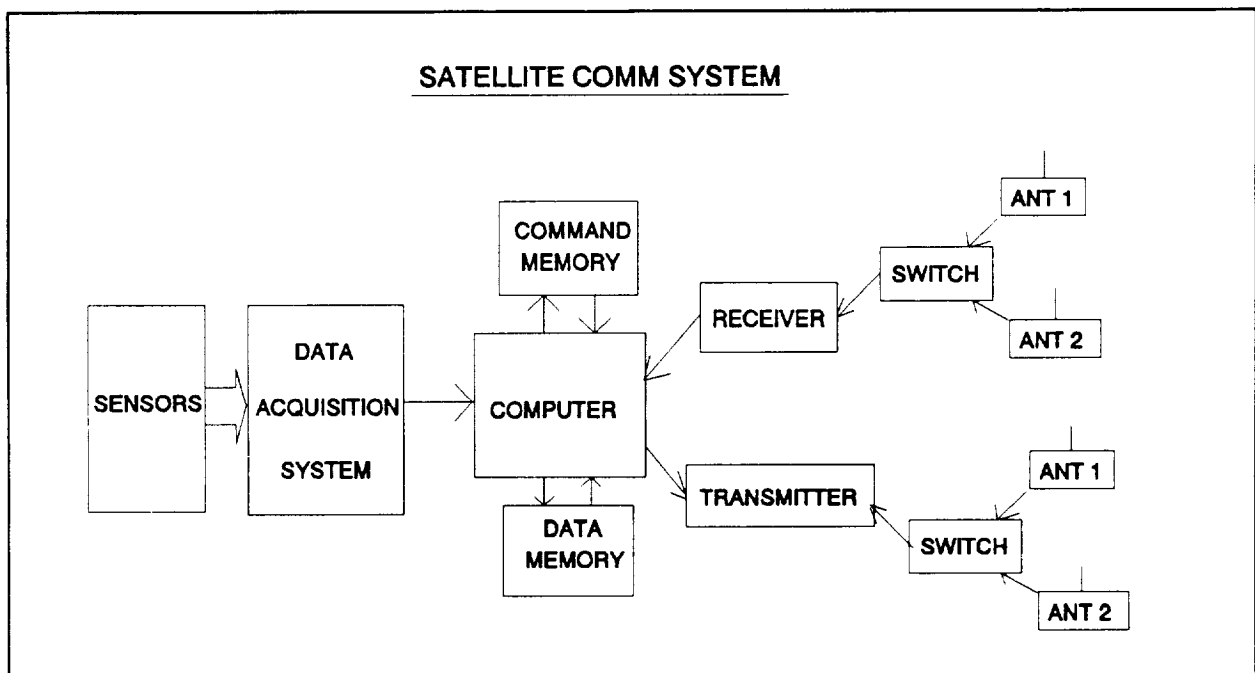 SATELLITE COMM SYSTEM
ANT 1
COMMAND
MEMORY
SWITCH
RECEIVER
ANT 2
DATA
SENSORS
ACQUISITION
COMPUTER
SYSTEM
TRANSMITTER
ANT 1
DATA
MEMORY
SWITCH
ANT 2